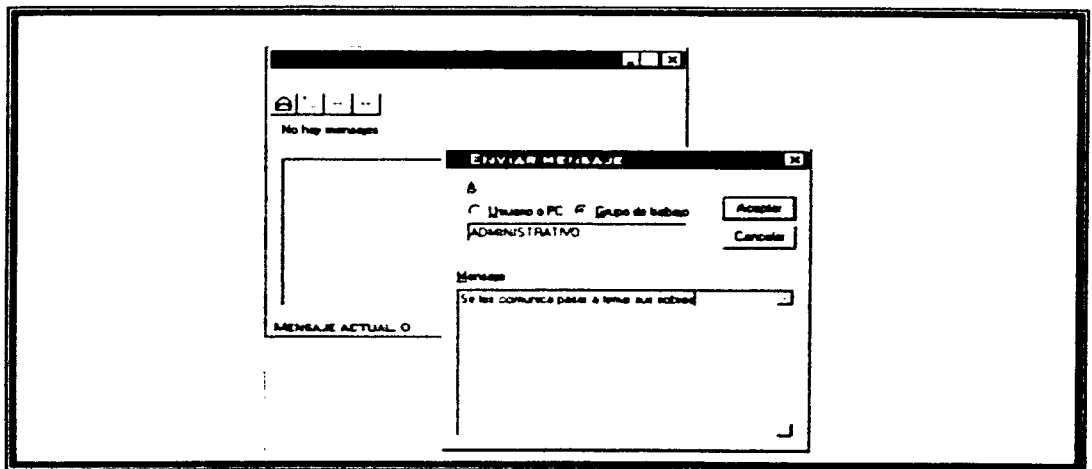 No hay mensajes
ENVIAR MENSAJE
A
Usuario o PC Grupo de trabajo
Aceptar
ADMINISTRATIVO
Cancelar
Mensaje
Se les comunica pasar a firmar sus sobres
MENSAJE ACTUAL 0